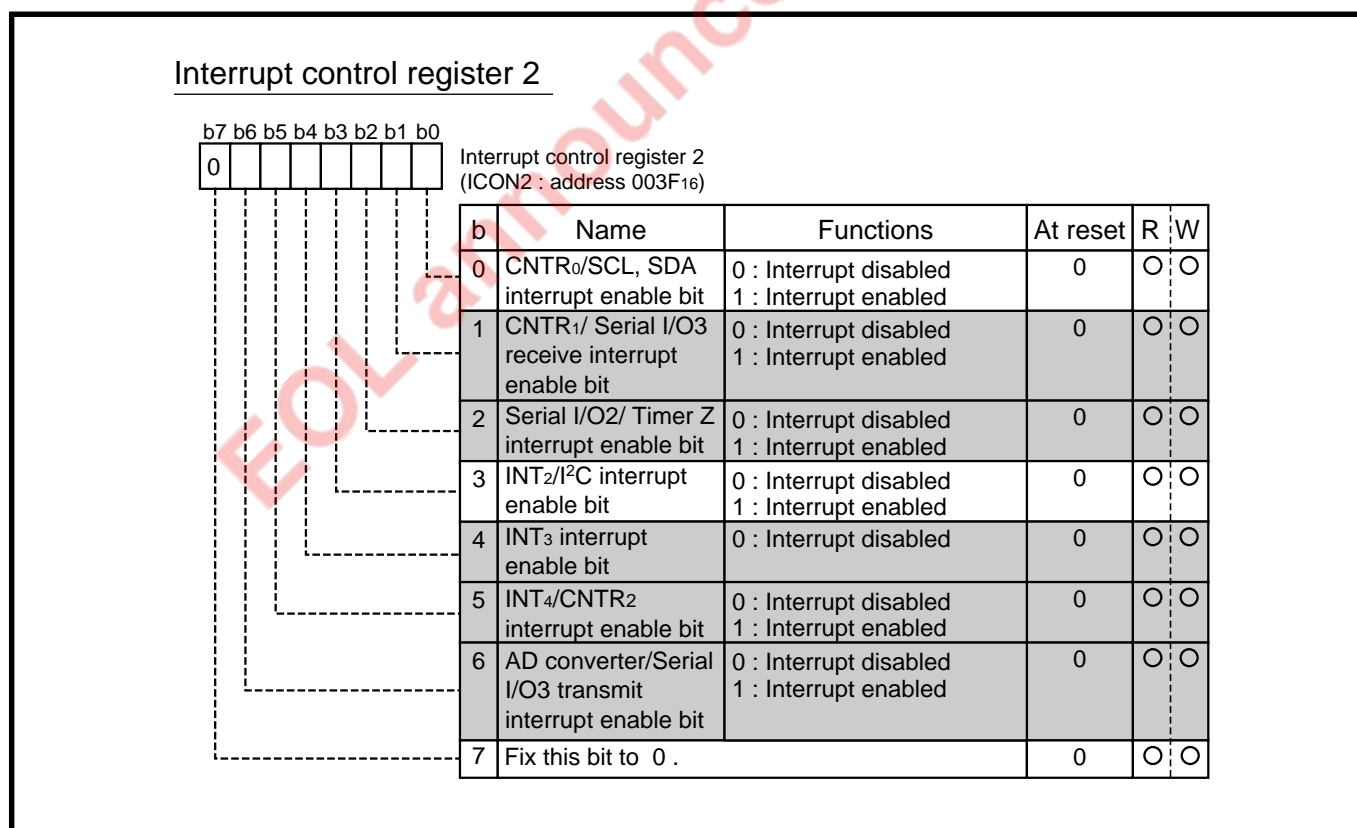 EOL announc
Interrupt control register 2
b7 b6 b5 b4 b3 b2 b1 b0
0
Interrupt control register 2
(ICON2 : address 003F16)
b Name Functions At reset R W
0 CNTR0/SCL, SDA 0 : Interrupt disabled 0 O O
interrupt enable bit 1 : Interrupt enabled
1 CNTR1/ Serial I/O3 0 : Interrupt disabled 0 O O
receive interrupt 1 : Interrupt enabled
enable bit
2 Serial I/O2/ Timer Z 0 : Interrupt disabled 0 O O
interrupt enable bit 1 : Interrupt enabled
3 INT2/I²C interrupt 0 : Interrupt disabled 0 O O
enable bit 1 : Interrupt enabled
4 INT3 interrupt 0 : Interrupt disabled 0 O O
enable bit
5 INT4/CNTR2 0 : Interrupt disabled 0 O O
interrupt enable bit 1 : Interrupt enabled
6 AD converter/Serial 0 : Interrupt disabled 0 O O
I/O3 transmit 1 : Interrupt enabled
interrupt enable bit
7 Fix this bit to 0 . 0 O O